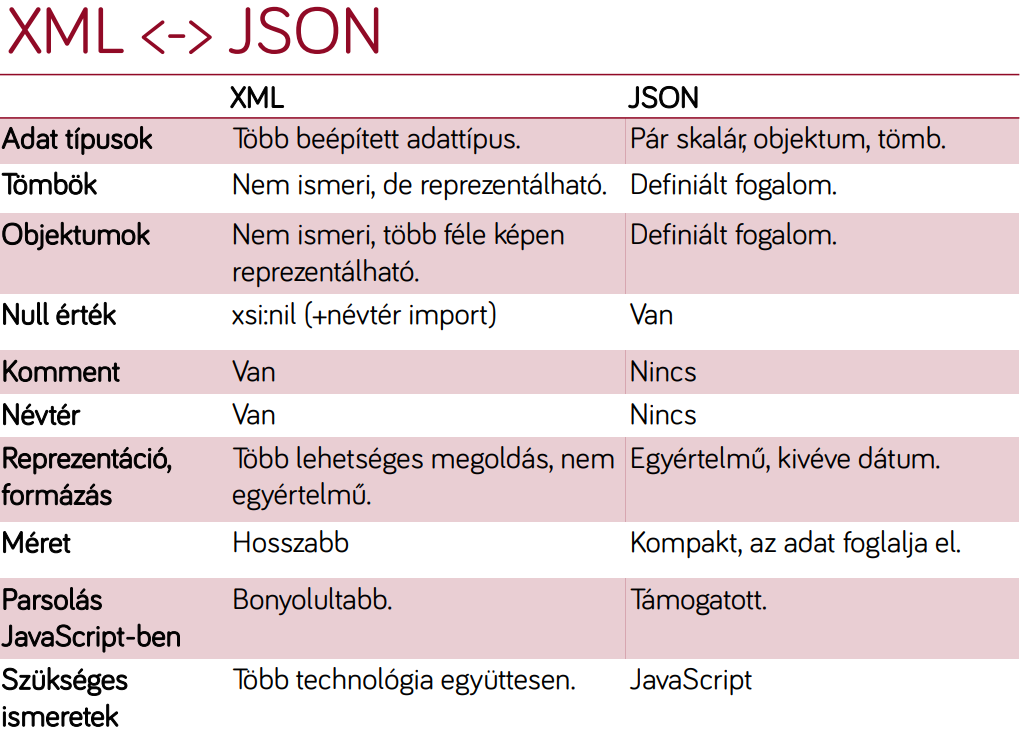 XML <-> JSON
XML JSON
Adat típusok Több beépített adattípus. Pár skalár, objektum, tömb.
Tömbök Nem ismeri, de reprezentálható. Definiált fogalom.
Objektumok Nem ismeri, több féle képen Definiált fogalom.
reprezentálható.
Null érték xsi:nil (+névtér import) Van
Komment Van Nincs
Névtér Van Nincs
Reprezentáció, Több lehetséges megoldás, nem Egyértelmű, kivéve dátum.
formázás egyértelmű.
Méret Hosszabb Kompakt, az adat foglalja el.
Parsolás Bonyolultabb. Támogatott.
JavaScript-ben
Szükséges Több technológia együttesen. JavaScript
ismeretek